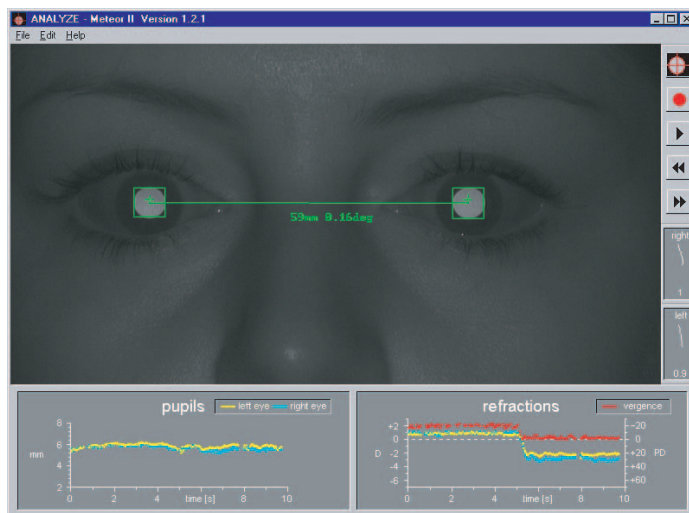 ANALYZE - Meteor II Version 1.2.1
File Edit Help
59mm 0.16deg
right
1
left
0.9
pupils
left eye right eye
8
6
mm
4
2
0 2 4 6 8 10
time [s]
refractions
vergence
+2
0
D -2
-4
-6
-20
0
+20 PD
+40
+60
0 2 4 6 8 10
time [s]